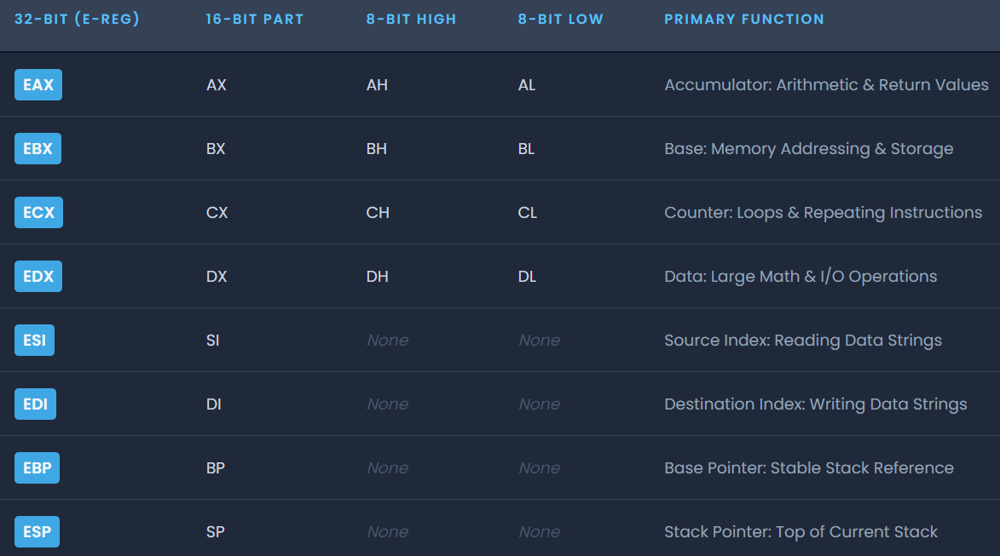 32-BIT (E-REG) 16-BIT PART 8-BIT HIGH 8-BIT LOW PRIMARY FUNCTION
EAX AX AH AL Accumulator: Arithmetic & Return Values
EBX BX BH BL Base: Memory Addressing & Storage
ECX CX CH CL Counter: Loops & Repeating Instructions
EDX DX DH DL Data: Large Math & I/O Operations
ESI SI None None Source Index: Reading Data Strings
EDI DI None None Destination Index: Writing Data Strings
EBP BP None None Base Pointer: Stable Stack Reference
ESP SP None None Stack Pointer: Top of Current Stack